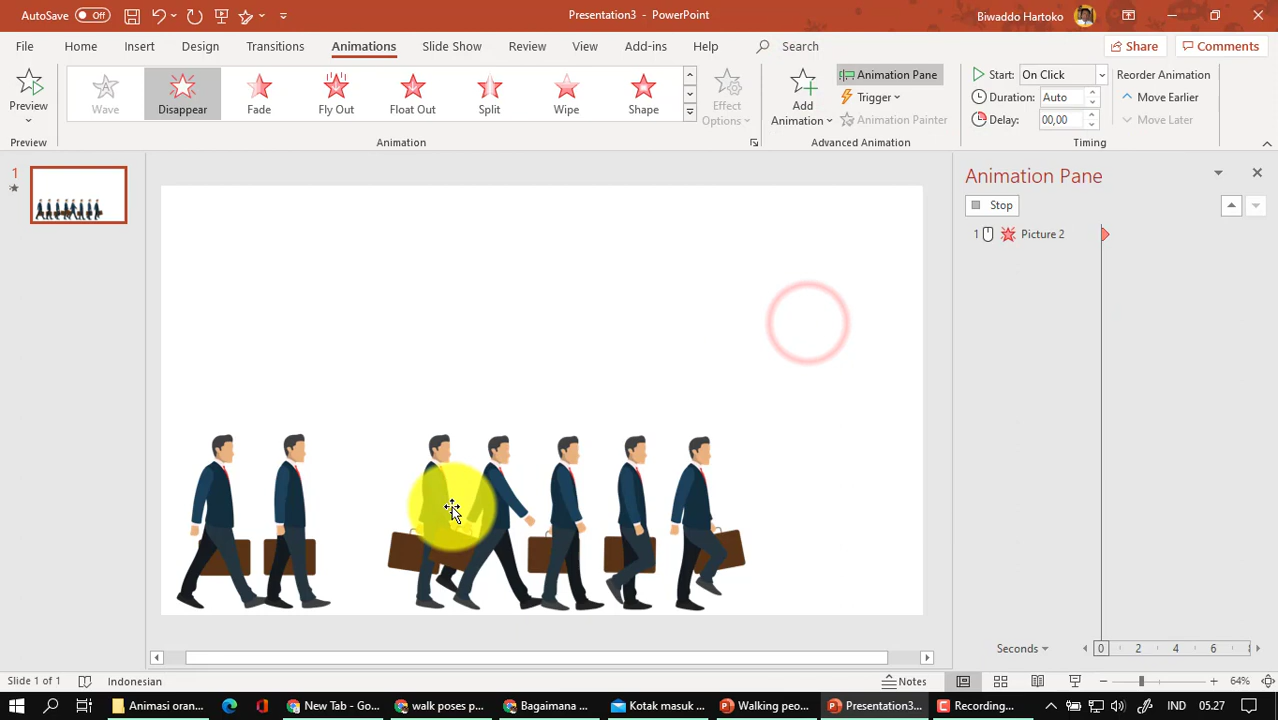 AutoSave Off Presentation3 - PowerPoint Biwaddo Hartoko
File Home Insert Design Transitions Animations Slide Show Review View Add-ins Help Search Share Comments
Preview Wave Disappear Fade Fly Out Float Out Split Wipe Shape Effect Options Add Animation Animation Pane Start: On Click Reorder Animation
Trigger Duration: Auto Move Earlier
Animation Painter Delay: 00,00 Move Later
Preview Animation Advanced Animation Timing
1
Animation Pane
Stop
1 Picture 2
Seconds 0 2 4 6
Slide 1 of 1 Indonesian Notes 64%
Animasi oran... New Tab - Go... walk poses p... Bagaimana ... Kotak masuk ... Walking peo... Presentation3... Recording... IND 05.27